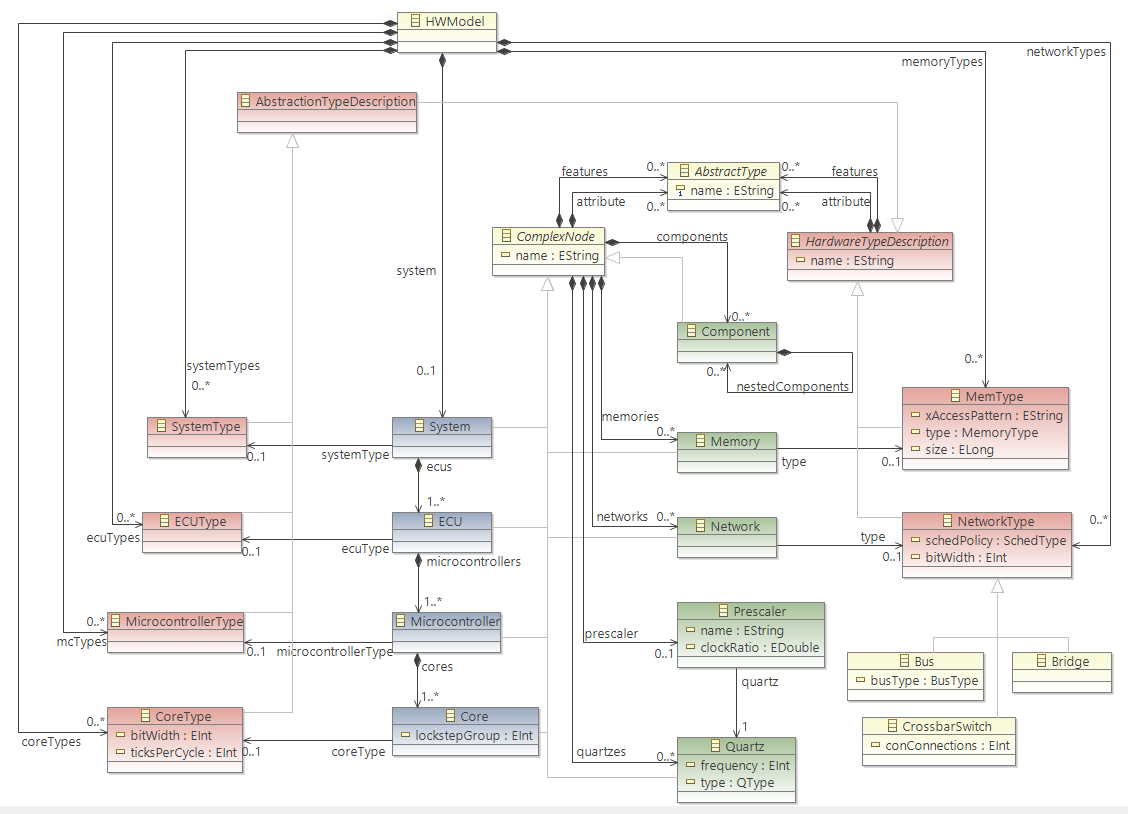 HWModel
networkTypes
memoryTypes
AbstractionTypeDescription
features
0..*
AbstractType
0..*
features
name : EString
attribute
0..*
0..*
attribute
ComplexNode
name : EString
components
HardwareTypeDescription
name : EString
system
0..*
Component
0..*
nestedComponents
0..*
systemTypes
0..*
0..1
MemType
xAccessPattern : EString
type : MemoryType
size : ELong
memories
0..*
Memory
type
0..1
SystemType
0..1
systemType
System
ecus
1..*
0..*
ecuTypes
ECUType
0..1
ecuType
ECU
microcontrollers
1..*
networks
0..*
Network
type
0..1
NetworkType
schedPolicy : SchedType
bitWidth : EInt
0..*
0..*
mcTypes
MicrocontrollerType
0..1
microcontrollerType
Microcontroller
cores
1..*
prescaler
0..1
Prescaler
name : EString
clockRatio : EDouble
quartz
1
Bus
busType : BusType
Bridge
CrossbarSwitch
conConnections : EInt
0..*
coreTypes
CoreType
bitWidth : EInt
ticksPerCycle : EInt
0..1
coreType
Core
lockstepGroup : EInt
quartzes
0..*
Quartz
frequency : EInt
type : QType